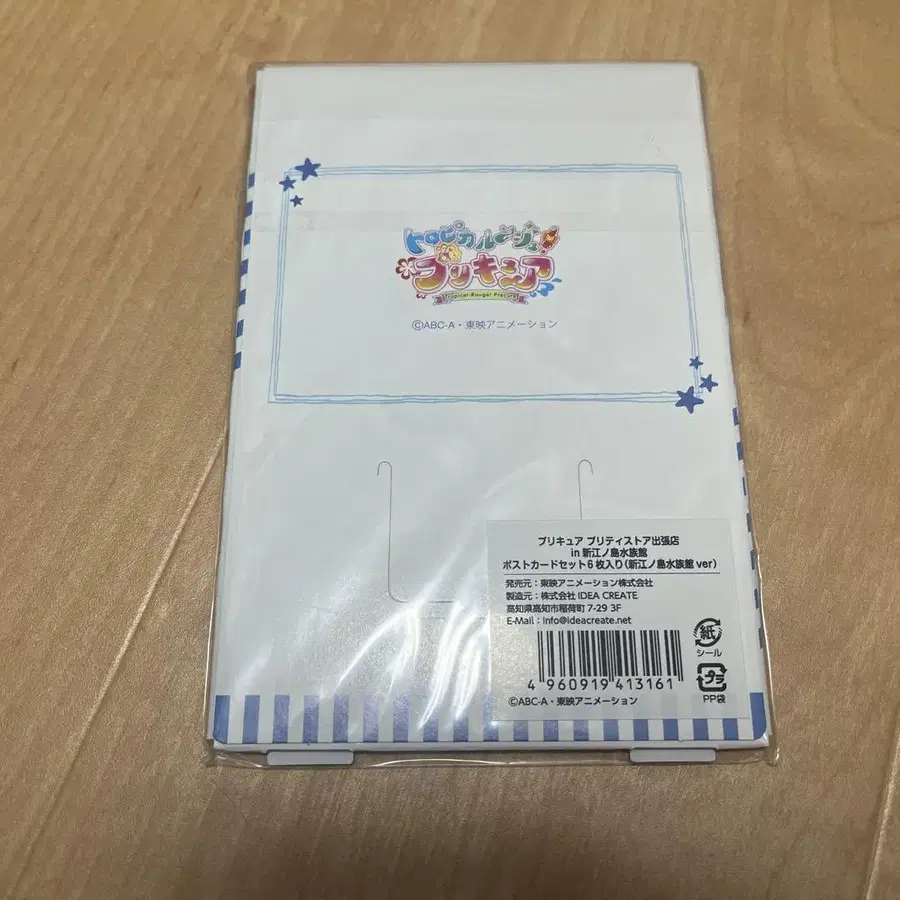 トロピカル～ジュ！
プリキュア
Tropical-Rouge! Precure
©ABC-A・東映アニメーション
プリキュア プリティストア出張店
in 新江ノ島水族館
ポストカードセット6枚入り(新江ノ島水族館 ver)
発売元：東映アニメーション株式会社
製造元：株式会社 IDEA CREATE
高知県高知市稲荷町 7-29 3F
E-Mail：info@ideacreate.net
紙
シール
4 960919 413161
プラ
PP袋
©ABC-A・東映アニメーション